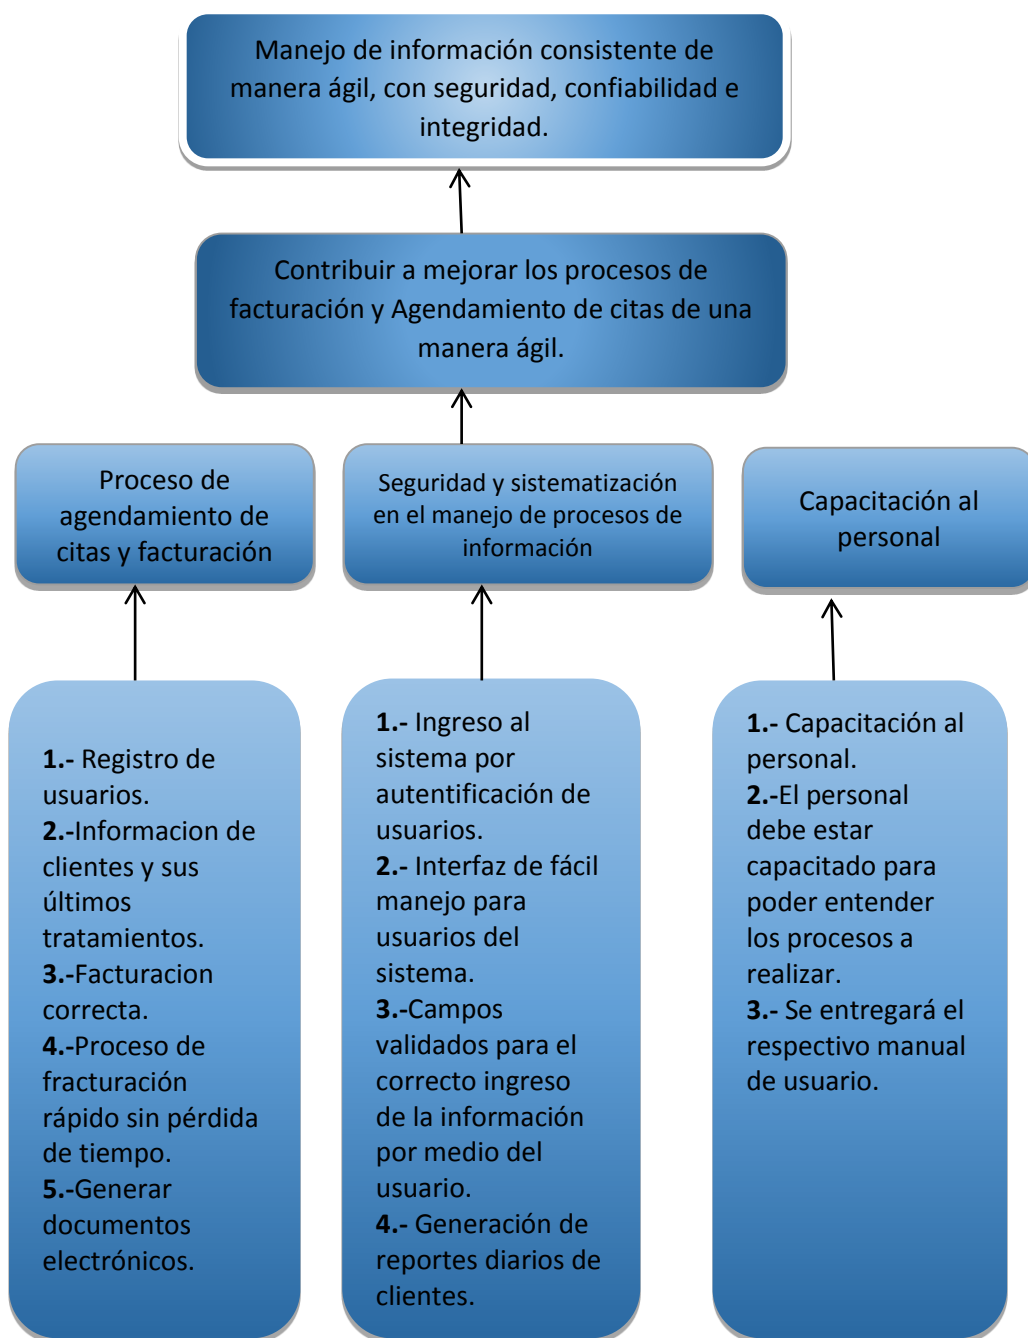 Manejo de información consistente de
manera ágil, con seguridad, confiabilidad e
integridad.
Contribuir a mejorar los procesos de
facturación y Agendamiento de citas de una
manera ágil.
Proceso de
agendamiento de
citas y facturación
Seguridad y sistematización
en el manejo de procesos de
información
Capacitación al
personal
1.- Registro de
usuarios.
2.-Informacion de
clientes y sus
últimos
tratamientos.
3.-Facturacion
correcta.
4.-Proceso de
fracturación
rápido sin pérdida
de tiempo.
5.-Generar
documentos
electrónicos.
1.- Ingreso al
sistema por
autentificación de
usuarios.
2.- Interfaz de fácil
manejo para
usuarios del
sistema.
3.-Campos
validados para el
correcto ingreso
de la información
por medio del
usuario.
4.- Generación de
reportes diarios de
clientes.
1.- Capacitación al
personal.
2.-El personal
debe estar
capacitado para
poder entender
los procesos a
realizar.
3.- Se entregará el
respectivo manual
de usuario.